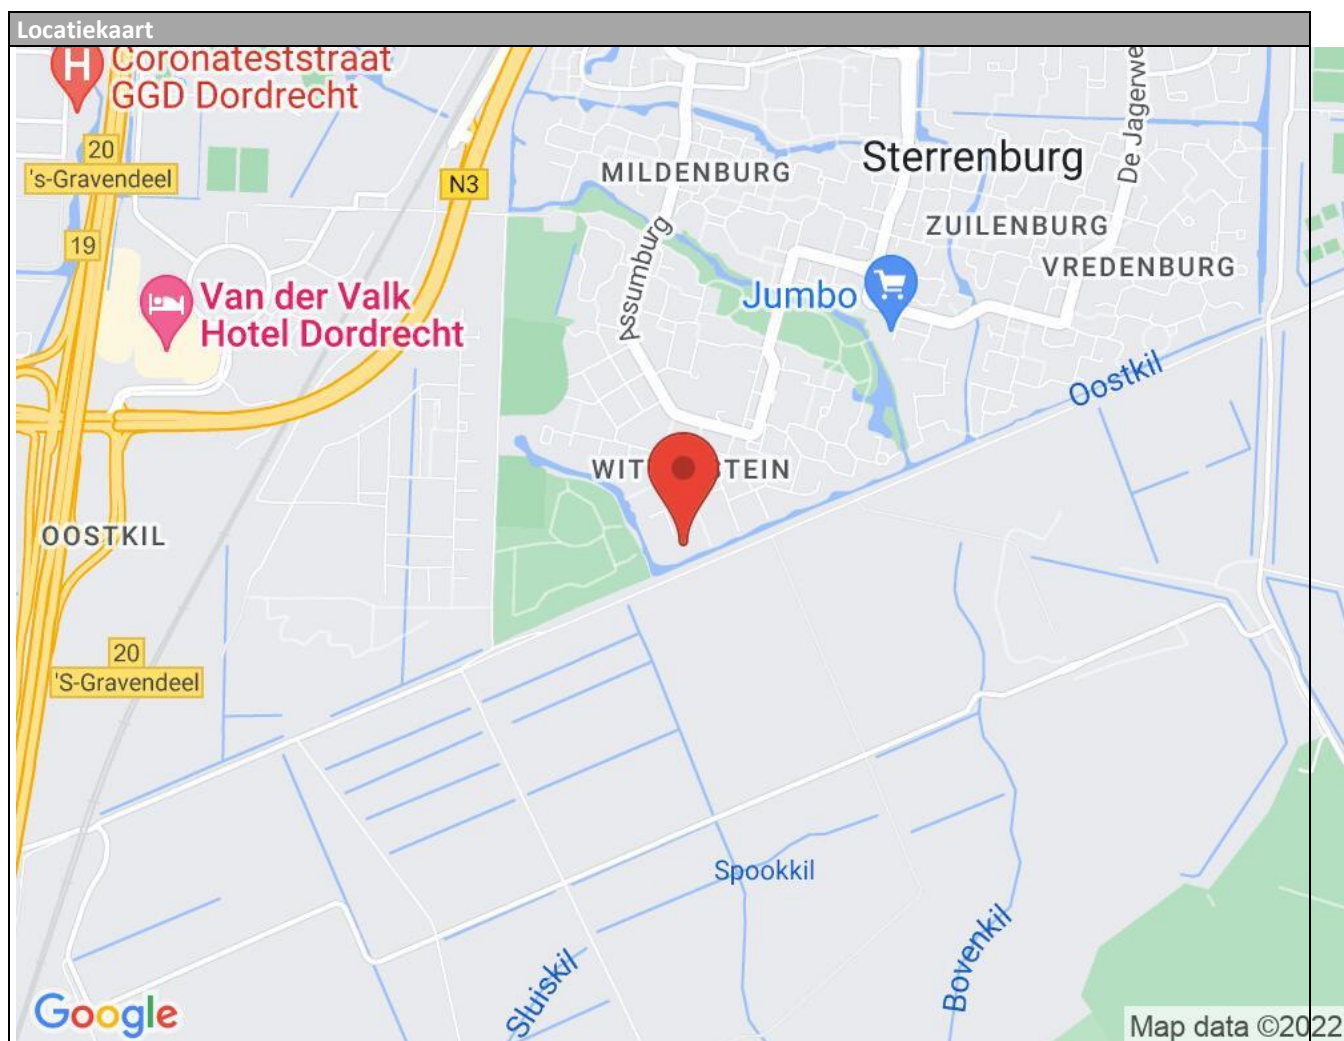 Locatiekaart
Coronateststraat
GGD Dordrecht
H
De Jagerwe
20
's-Gravendeel
N3
MILDENBURG
Sterrenburg
19
Assumburg
ZUILENBURG
VREDENBURG
Van der Valk
Hotel Dordrecht
Jumbo
Oostkil
WIT
STEIN
OOSTKIL
20
'S-Gravendeel
Spookkil
Sluiskil
Bovenkil
Google
Map data ©2022